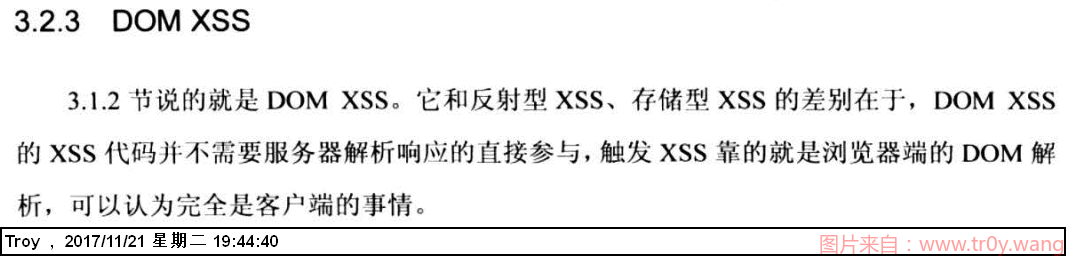 3.2.3 DOM XSS
3.1.2 节说的就是 DOM XSS。它和反射型 XSS、存储型 XSS 的差别在于，DOM XSS
的 XSS 代码并不需要服务器解析响应的直接参与，触发 XSS 靠的就是浏览器端的 DOM 解
析，可以认为完全是客户端的事情。
Troy , 2017/11/21 星期二 19:44:40
图片来自：www.tr0y.wang